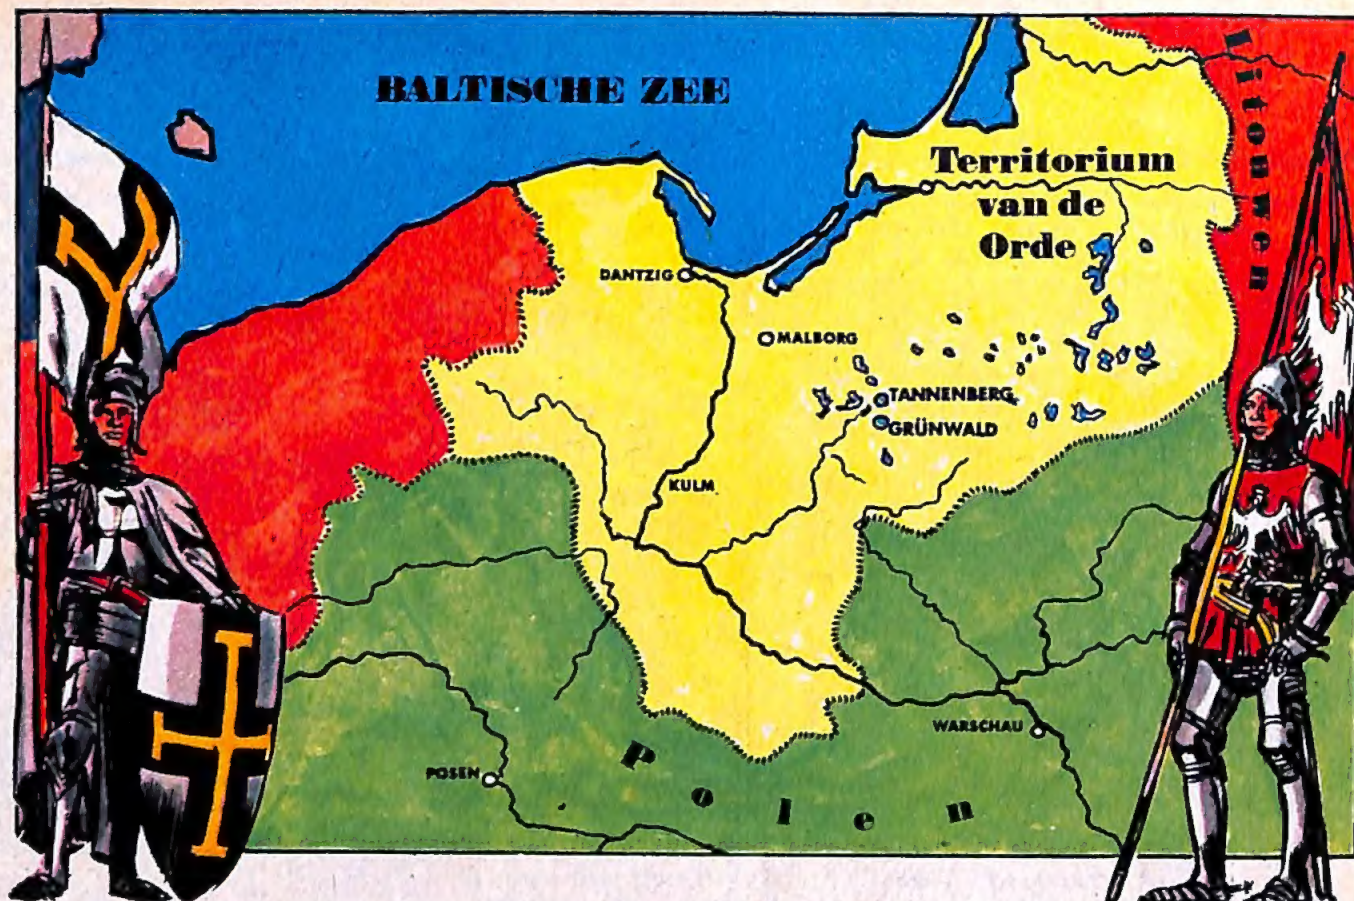 BALTISCHE ZEE
Litouwen
Territorium
van de
Orde
DANTZIG
MALBORG
TANNENBERG
GRÜNWALD
KULM
WARSCHAU
POSEN
Polen